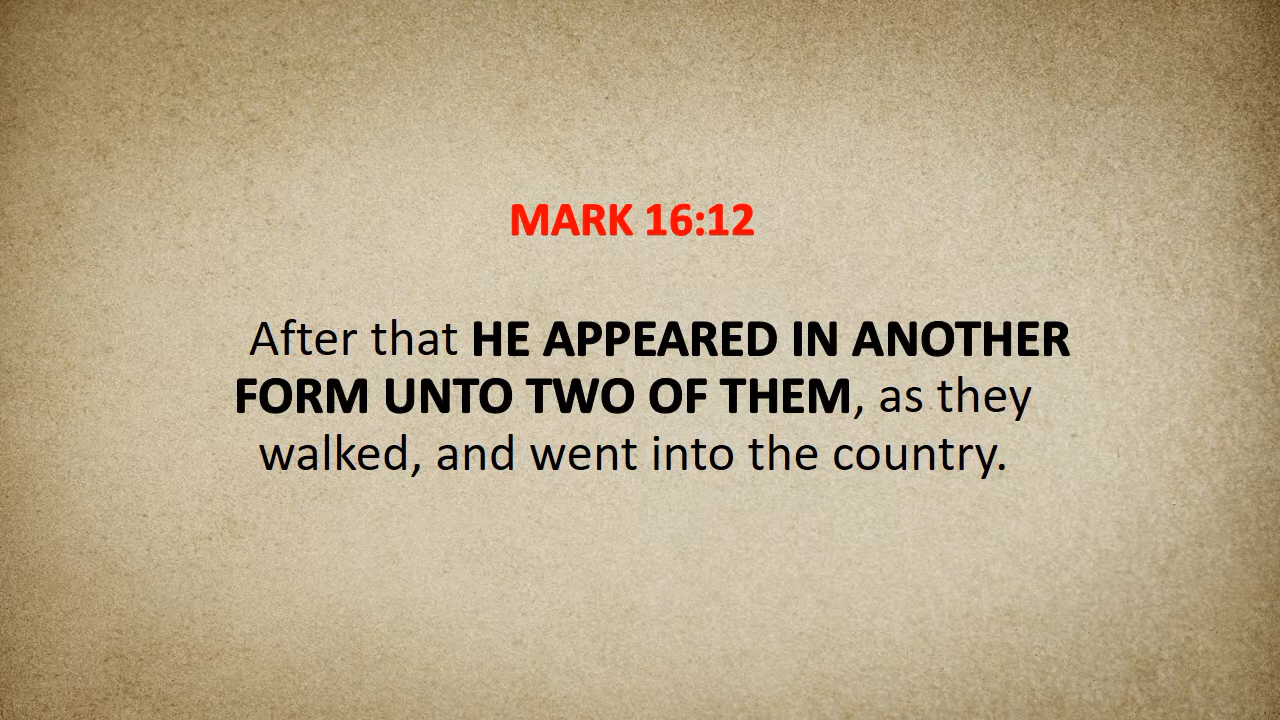 MARK 16:12
After that HE APPEARED IN ANOTHER
FORM UNTO TWO OF THEM, as they
walked, and went into the country.